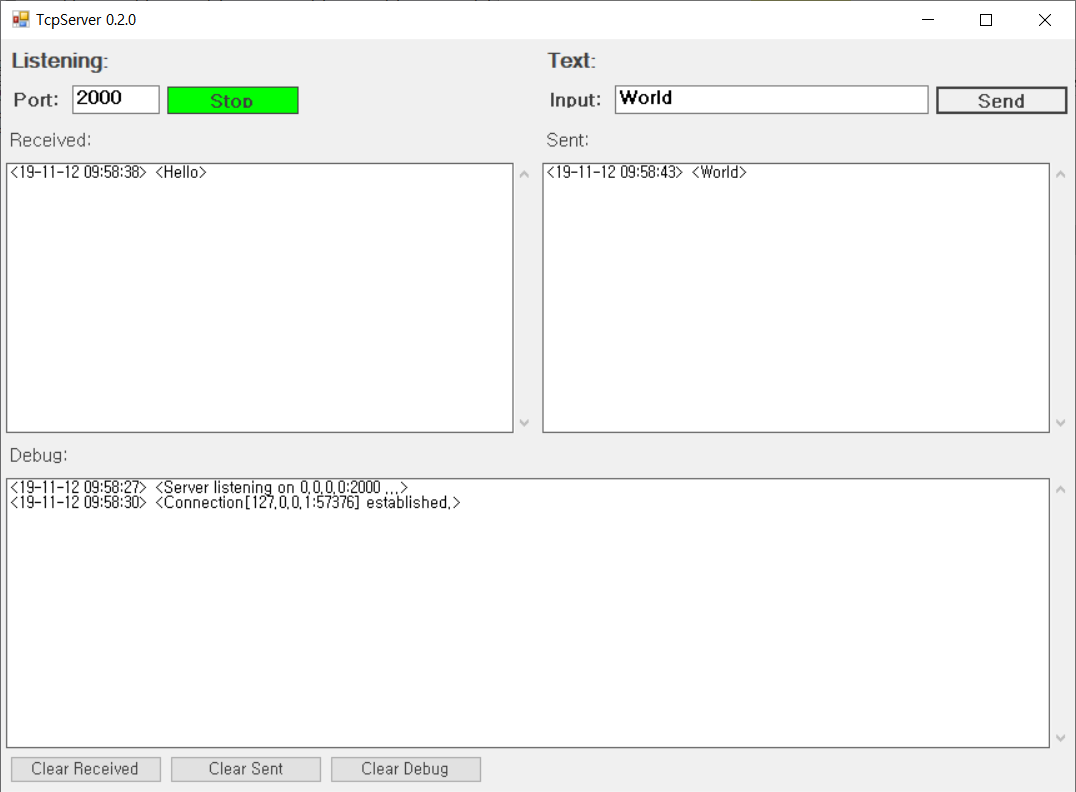 TcpServer 0.2.0
Listening:
Text:
Port: 2000 Stop
Input: World Send
Received:
Sent:
<19-11-12 09:58:38> <Hello>
<19-11-12 09:58:43> <World>
Debug:
<19-11-12 09:58:27> <Server listening on 0.0.0.0:2000 ...>
<19-11-12 09:58:30> <Connection[127.0.0.1:57376] established.>
Clear Received Clear Sent Clear Debug